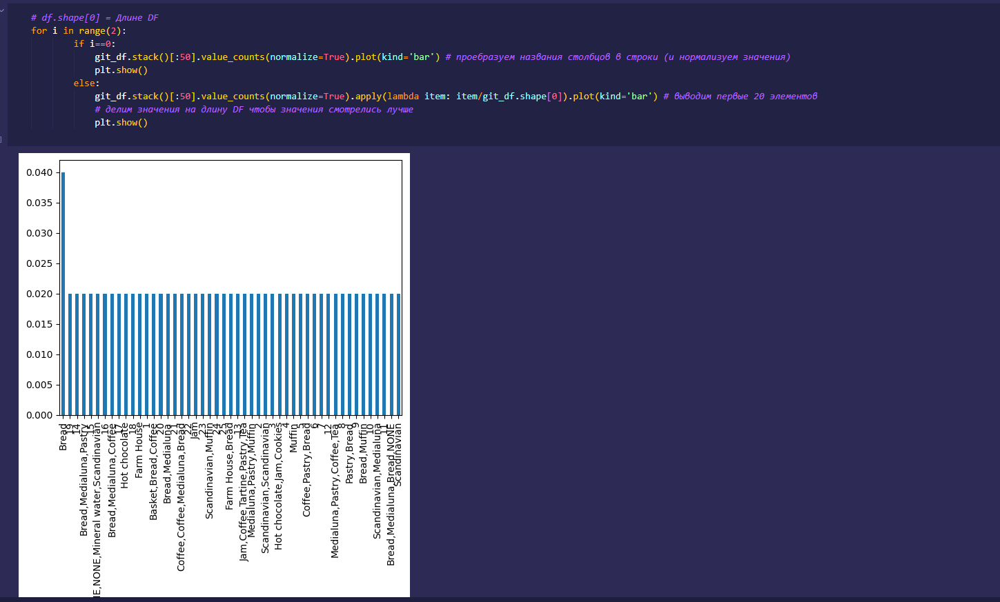 # df.shape[0] = Длине DF
for i in range(2):
if i==0:
git_df.stack()[:50].value_counts(normalize=True).plot(kind='bar') # проебразуем названия столбцов в строки (и нормализуем значения)
plt.show()
else:
git_df.stack()[:50].value_counts(normalize=True).apply(lambda item: item/git_df.shape[0]).plot(kind='bar') # выводим первые 20 элементов
# делим значения на длину DF чтобы значения смотрелись лучше
plt.show()
0.040
0.035
0.030
0.025
0.020
0.015
0.010
0.005
0.000
Bread
19
14
Bread,Medialuna,Pastry
15
NONE,Mineral water,Scandinavian
16
Bread,Medialuna,Coffee
17
Hot chocolate
18
Farm House
1
Basket,Bread,Coffee
20
Bread,Medialuna
21
Coffee,Coffee,Medialuna,Bread
22
Jam
23
Scandinavian,Muffin
24
25
Farm House,Bread
13
Jam,Coffee,Tartine,Pastry,Tea
Medialuna,Pastry,Muffin
2
Scandinavian,Scandinavian
3
Hot chocolate,Jam,Cookies
4
Muffin
5
Coffee,Pastry,Bread
6
7
12
Medialuna,Pastry,Coffee,Tea
8
Pastry,Bread
9
Bread,Muffin
10
Scandinavian,Medialuna
11
Bread,Medialuna,Bread,NONE
Scandinavian